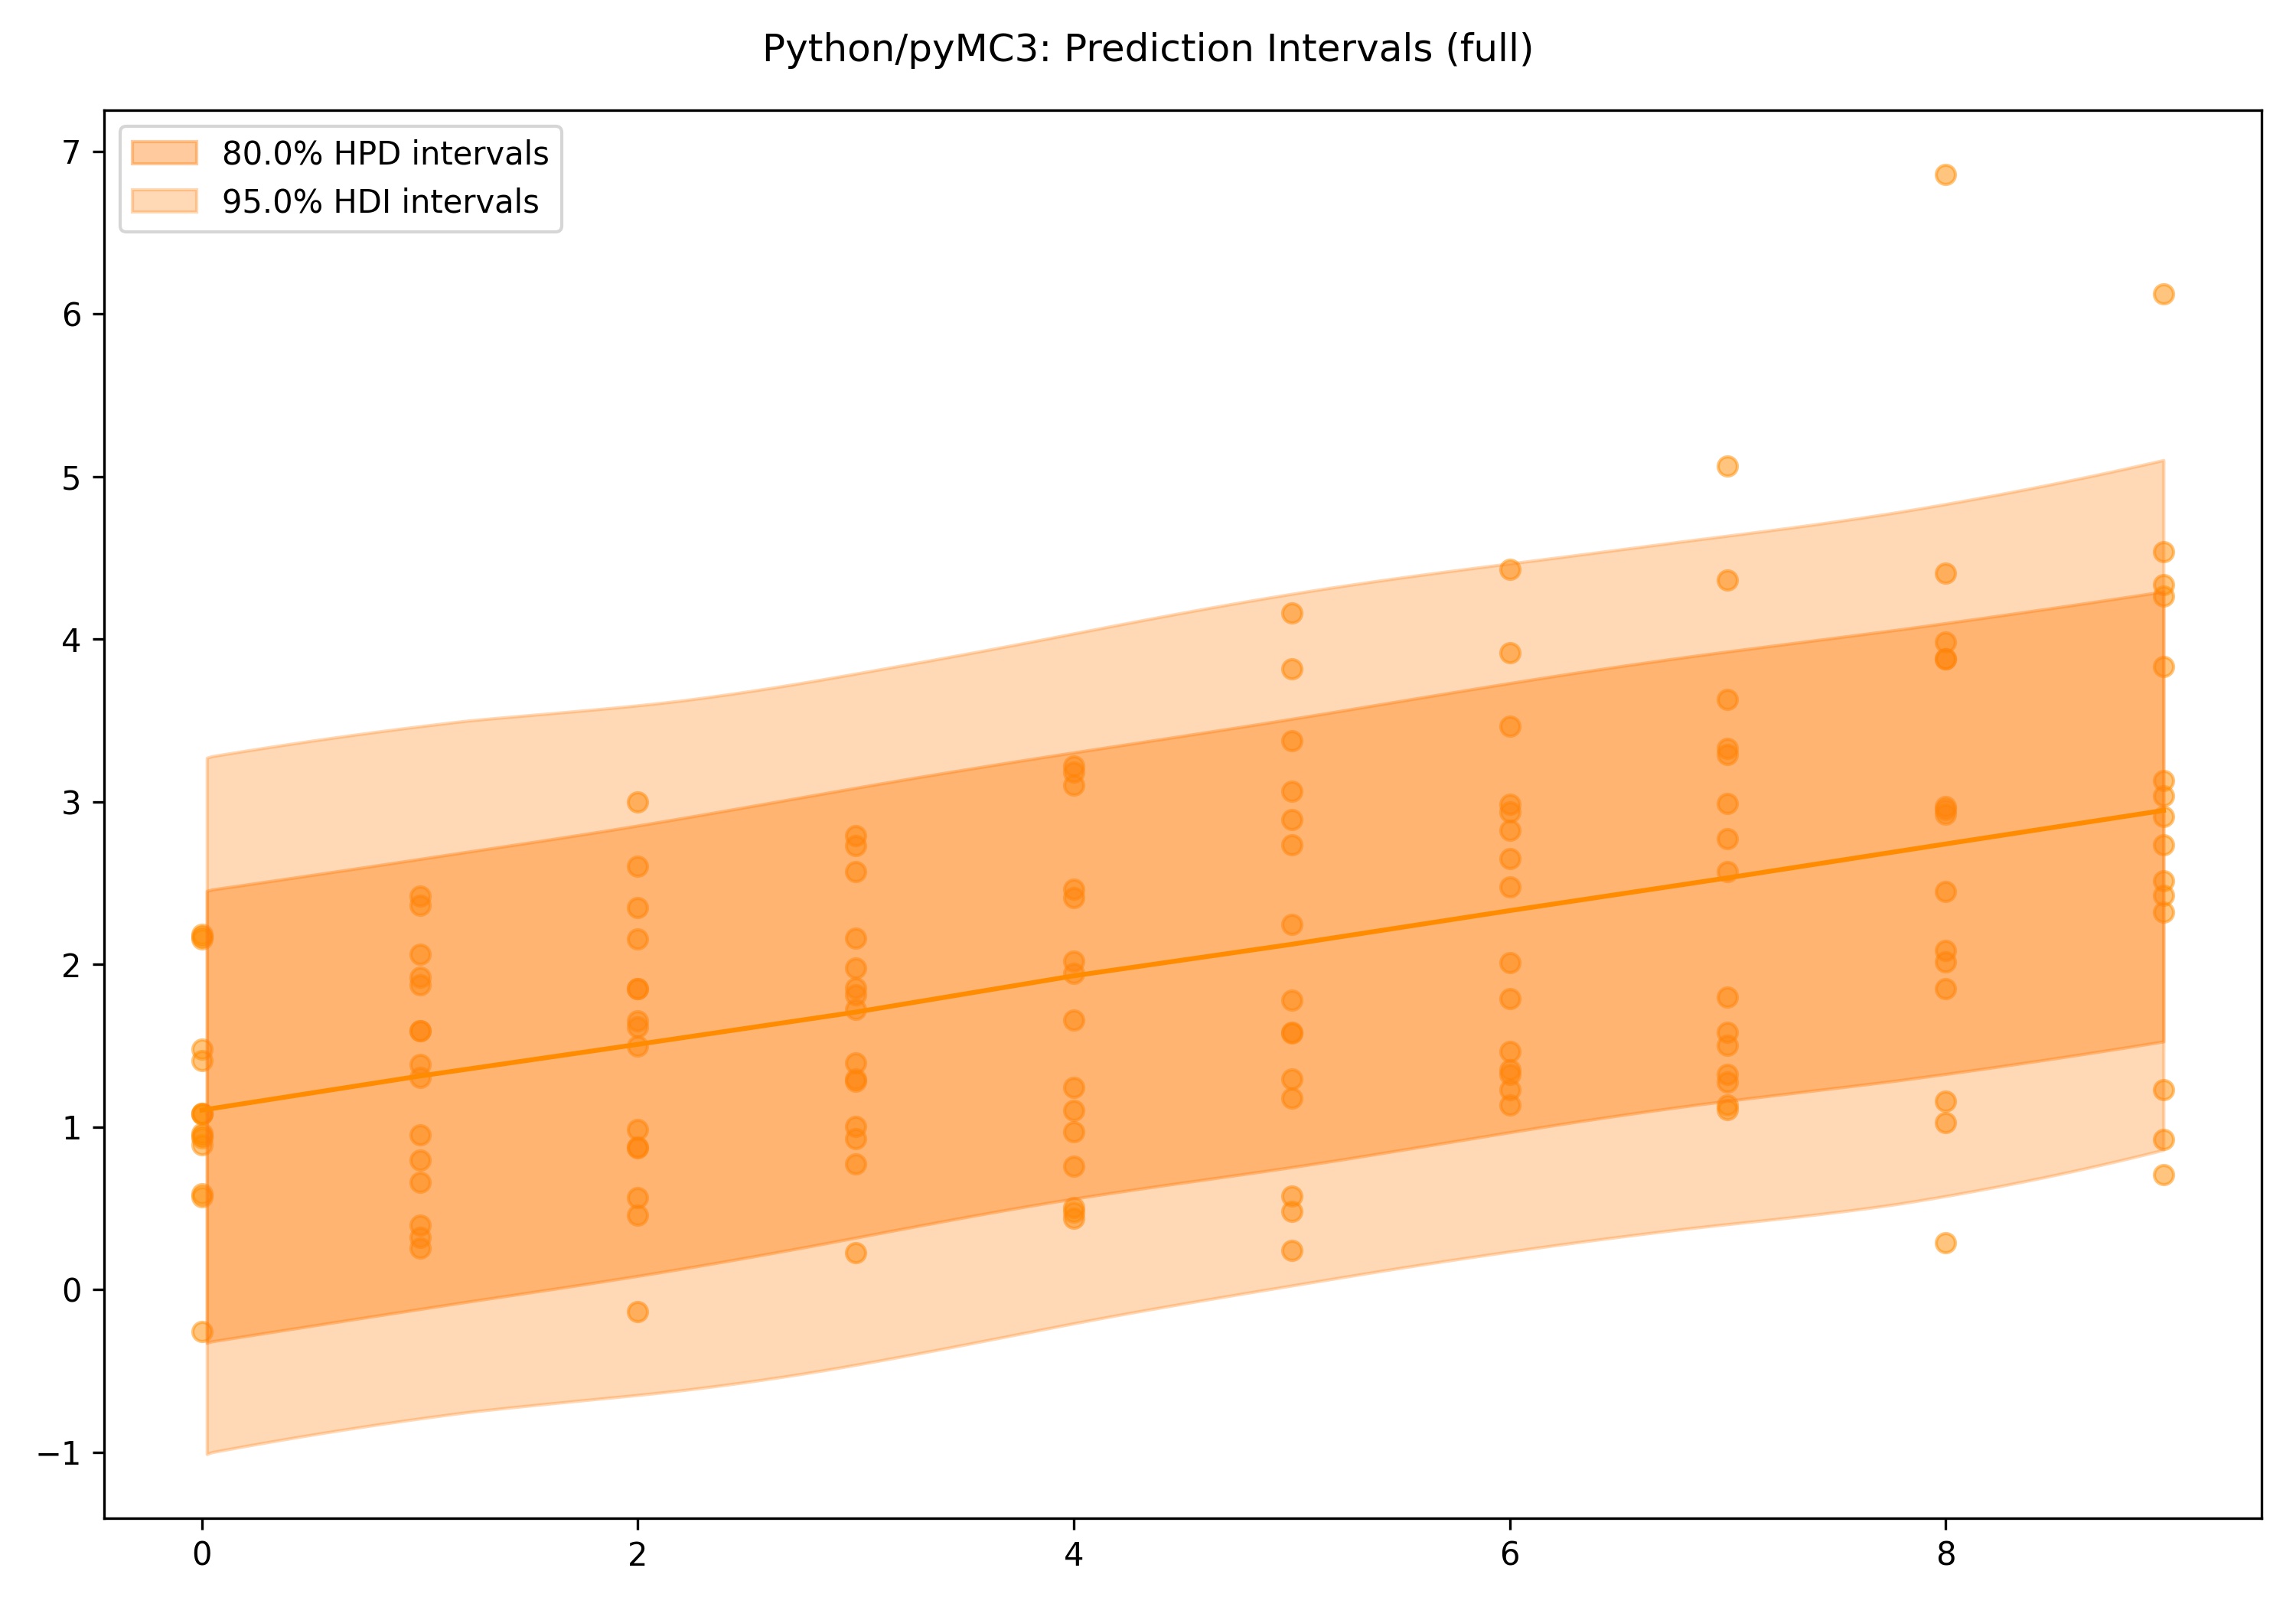 Python/pyMC3: Prediction Intervals (full)
80.0% HPD intervals
95.0% HDI intervals
7
6
5
4
3
2
1
0
−1
0 2 4 6 8